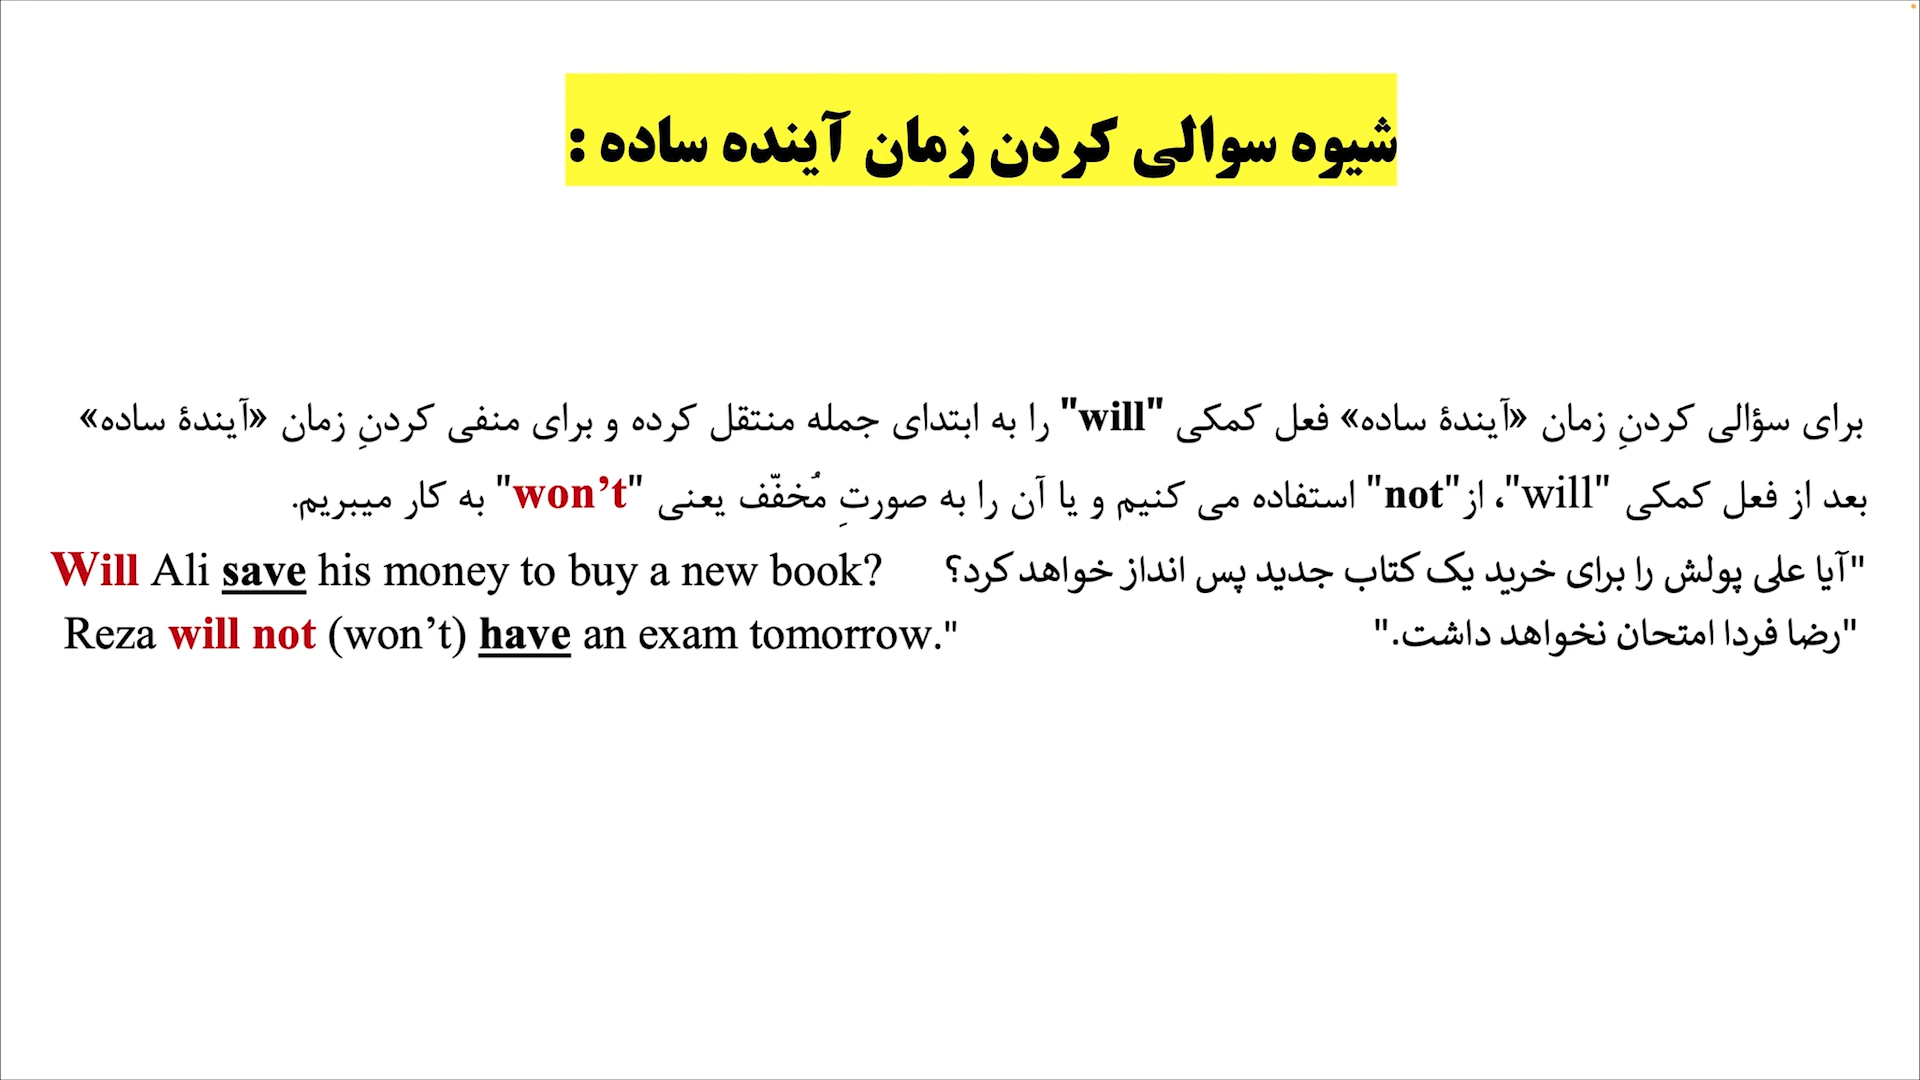 شیوه سوالی کردن زمان آینده ساده :
برای سؤالی کردنِ زمان «آیندۀ ساده» فعل کمکی "will" را به ابتدای جمله منتقل کرده و برای منفی کردنِ زمان «آیندۀ ساده»
بعد از فعل کمکی "will"، از "not" استفاده می کنیم و یا آن را به صورتِ مُخفّف یعنی "won’t" به کار میبریم.
Will Ali save his money to buy a new book? "آیا علی پولش را برای خرید یک کتاب جدید پس انداز خواهد کرد؟
Reza will not (won’t) have an exam tomorrow." "رضا فردا امتحان نخواهد داشت."